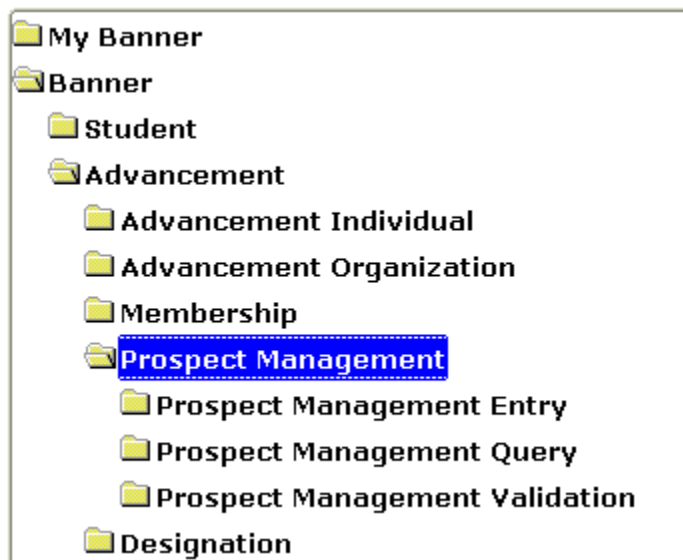 My Banner
Banner
Student
Advancement
Advancement Individual
Advancement Organization
Membership
Prospect Management
Prospect Management Entry
Prospect Management Query
Prospect Management Validation
Designation